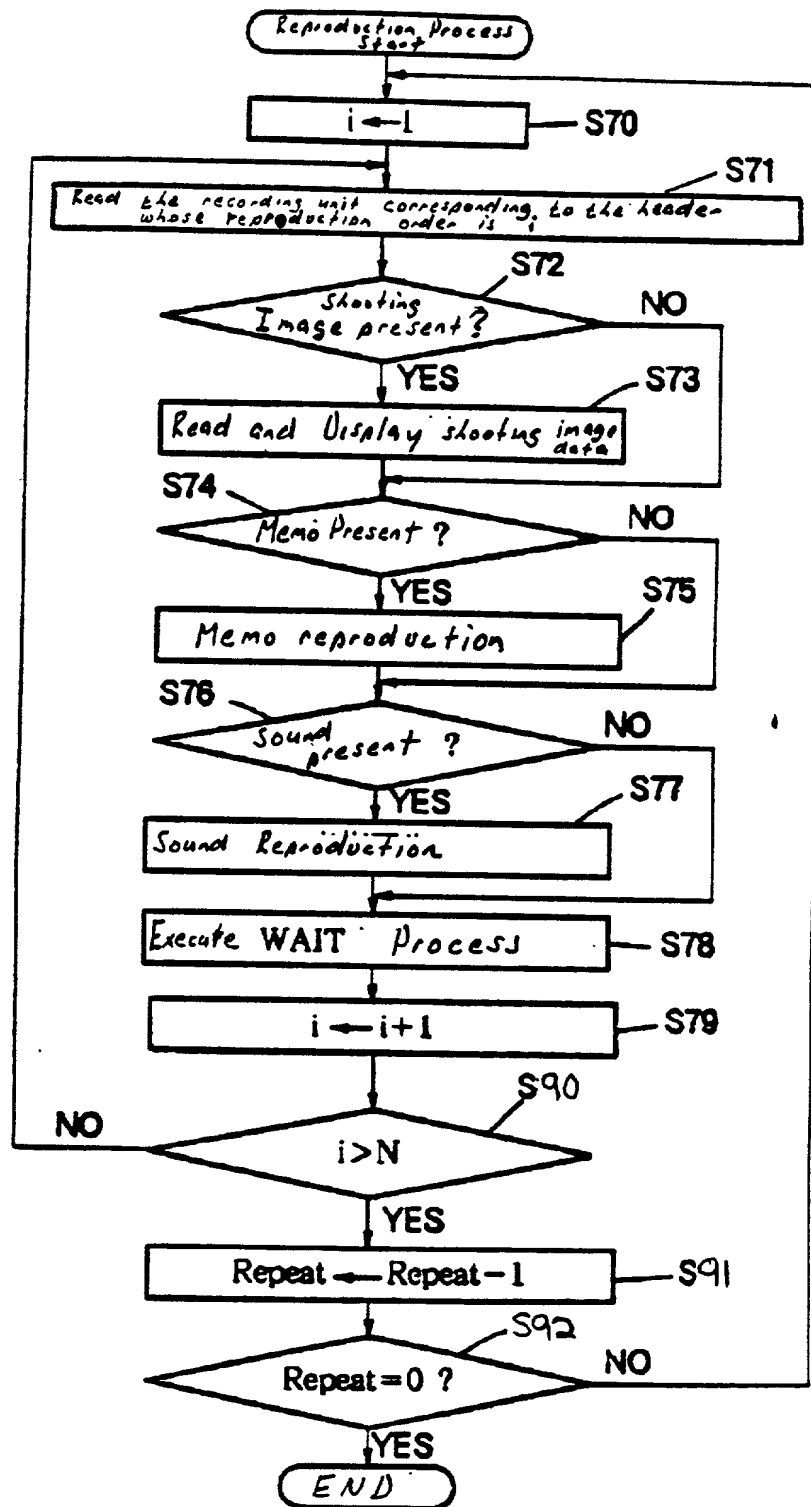 Reproduction Process
Start
i ← 1
S70
S71
Read the recording unit corresponding to the header
whose reproduction order is i
S72
Shooting
Image present?
NO
YES
S73
Read and Display shooting image
data
S74
Memo Present ?
NO
YES
S75
Memo reproduction
S76
Sound
present ?
NO
YES
S77
Sound Reproduction
Execute WAIT Process
S78
i ← i+1
S79
S90
NO
i>N
YES
Repeat ← Repeat-1
S91
S92
Repeat=0 ?
NO
YES
END